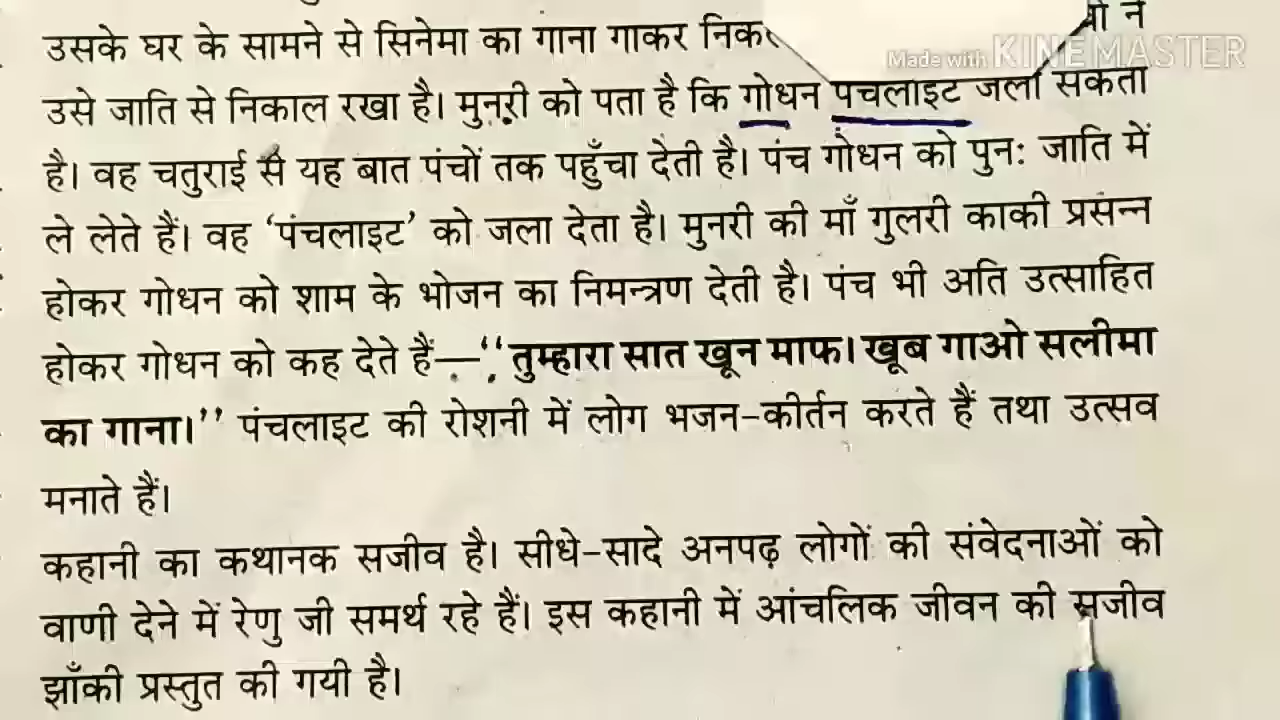 उसके घर के सामने से सिनेमा का गाना गाकर ने
Made with KINEMASTER
उसे जाति से निकाल रखा है। मुनरी को पता है कि गोधन पचलाइट जला सकता
है। वह चतुराई से यह बात पंचों तक पहुँचा देती है। पंच गोधन को पुनः जाति में
ले लेते हैं। वह ‘पंचलाइट’ को जला देता है। मुनरी की माँ गुलरी काकी प्रसन्न
होकर गोधन को शाम के भोजन का निमन्त्रण देती है। पंच भी अति उत्साहित
होकर गोधन को कह देते हैं—“तुम्हारा सात खून माफ। खूब गाओ सलीमा
का गाना।” पंचलाइट की रोशनी में लोग भजन-कीर्तन करते हैं तथा उत्सव
मनाते हैं।
कहानी का कथानक सजीव है। सीधे-सादे अनपढ़ लोगों की संवेदनाओं को
वाणी देने में रेणु जी समर्थ रहे हैं। इस कहानी में आंचलिक जीवन की सजीव
झाँकी प्रस्तुत की गयी है।